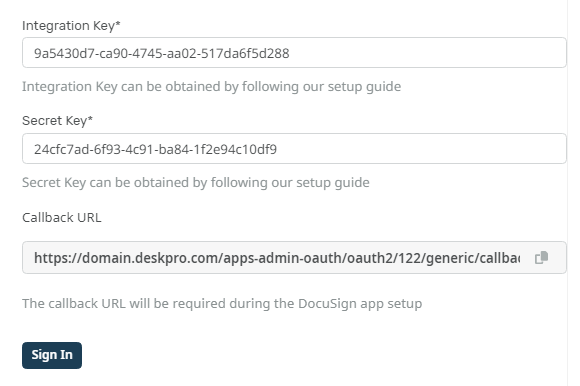 Integration Key*
9a5430d7-ca90-4745-aa02-517da6f5d288
Integration Key can be obtained by following our setup guide
Secret Key*
24cfc7ad-6f93-4c91-ba84-1f2e94c10df9
Secret Key can be obtained by following our setup guide
Callback URL
https://domain.deskpro.com/apps-admin-oauth/oauth2/122/generic/callbac
The callback URL will be required during the DocuSign app setup
Sign In